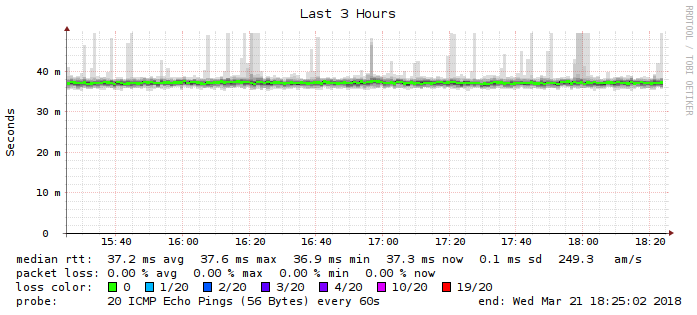 Last 3 Hours
RRDTOOL / TOBI OETIKER
Seconds
40 m
30 m
20 m
10 m
0
15:40 16:00 16:20 16:40 17:00 17:20 17:40 18:00 18:20
median rtt: 37.2 ms avg 37.6 ms max 36.9 ms min 37.3 ms now 0.1 ms sd 249.3 am/s
packet loss: 0.00 % avg 0.00 % max 0.00 % min 0.00 % now
loss color: 0 1/20 2/20 3/20 4/20 10/20 19/20
probe: 20 ICMP Echo Pings (56 Bytes) every 60s end: Wed Mar 21 18:25:02 2018